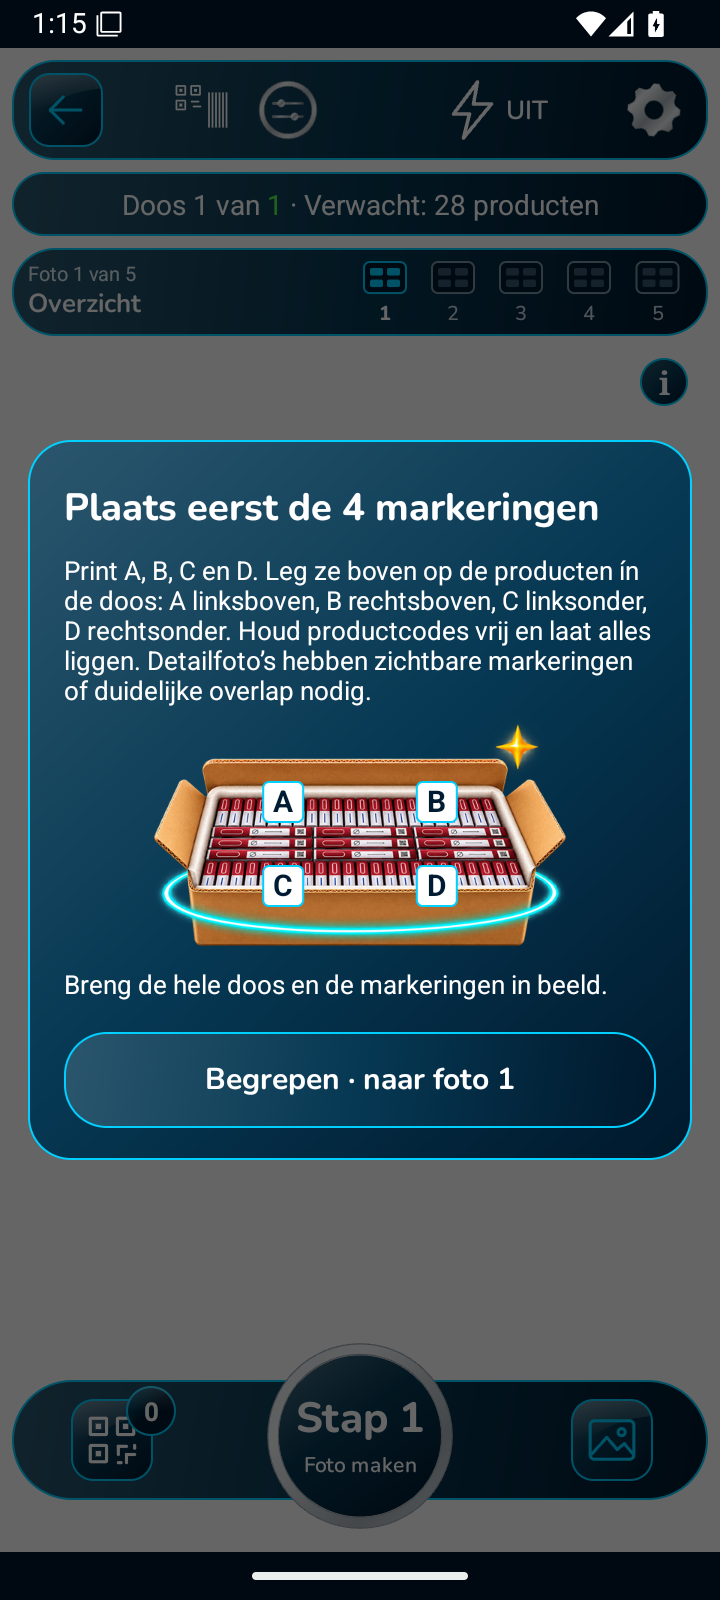 1:15
UIT
Doos 1 van 1 · Verwacht: 28 producten
Foto 1 van 5
Overzicht
1 2 3 4 5
i
Plaats eerst de 4 markeringen
Print A, B, C en D. Leg ze boven op de producten ín
de doos: A linksboven, B rechtsboven, C linksonder,
D rechtsonder. Houd productcodes vrij en laat alles
liggen. Detailfoto’s hebben zichtbare markeringen
of duidelijke overlap nodig.
A B
C D
Breng de hele doos en de markeringen in beeld.
Begrepen · naar foto 1
0
Stap 1
Foto maken